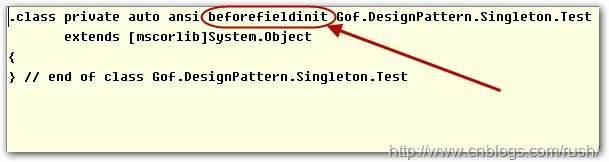 .class private auto ansi beforefieldinit Gof.DesignPattern.Singleton.Test
extends [mscorlib]System.Object
{
} // end of class Gof.DesignPattern.Singleton.Test
http://www.cnblogs.com/rush/